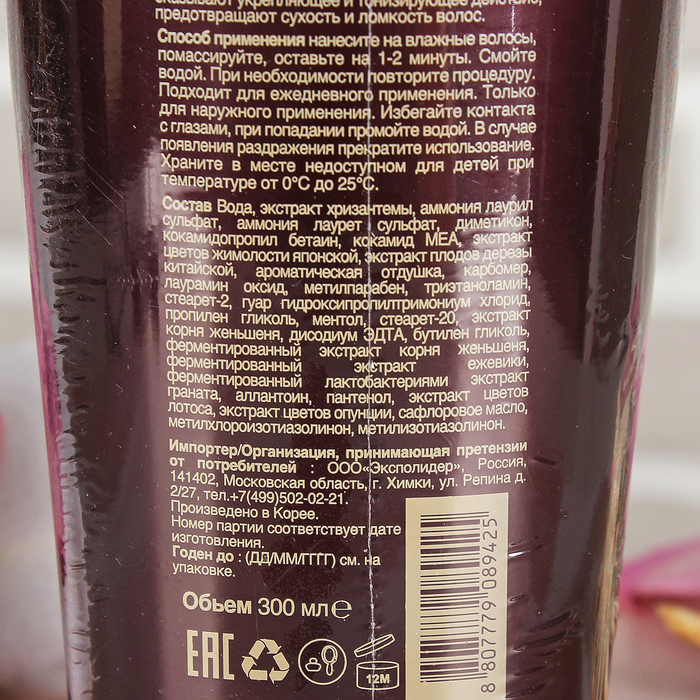 оказывают укрепляющее и тонизирующее действие,
предотвращают сухость и ломкость волос.
Способ применения нанесите на влажные волосы,
помассируйте, оставьте на 1-2 минуты. Смойте
водой. При необходимости повторите процедуру.
Подходит для ежедневного применения. Только
для наружного применения. Избегайте контакта
с глазами, при попадании промойте водой. В случае
появления раздражения прекратите использование.
Храните в месте недоступном для детей при
температуре от 0°С до 25°С.
Состав Вода, экстракт хризантемы, аммония лаурил
сульфат, аммония лаурет сульфат, диметикон,
кокамидопропил бетаин, кокамид МЕА, экстракт
цветов жимолости японской, экстракт плодов дерезы
китайской, ароматическая отдушка, карбомер,
лаурамин оксид, метилпарабен, триэтаноламин,
стеарет-2, гуар гидроксипропилтримониум хлорид,
пропилен гликоль, ментол, стеарет-20, экстракт
корня женьшеня, дисодиум ЭДТА, бутилен гликоль,
ферментированный экстракт корня женьшеня,
ферментированный экстракт ежевики,
ферментированный лактобактериями экстракт
граната, аллантоин, пантенол, экстракт цветов
лотоса, экстракт цветов опунции, сафлоровое масло,
метилхлороизотиазолинон, метилизотиазолинон.
Импортер/Организация, принимающая претензии
от потребителей : ООО«Эксполидер», Россия,
141402, Московская область, г. Химки, ул. Репина д.
2/27, тел.+7(499)502-02-21.
Произведено в Корее.
Номер партии соответствует дате
изготовления.
Годен до : (ДД/ММ/ГГГГ) см. на
упаковке.
Обьем 300 мл℮
EAC
12M
8 807779 089425